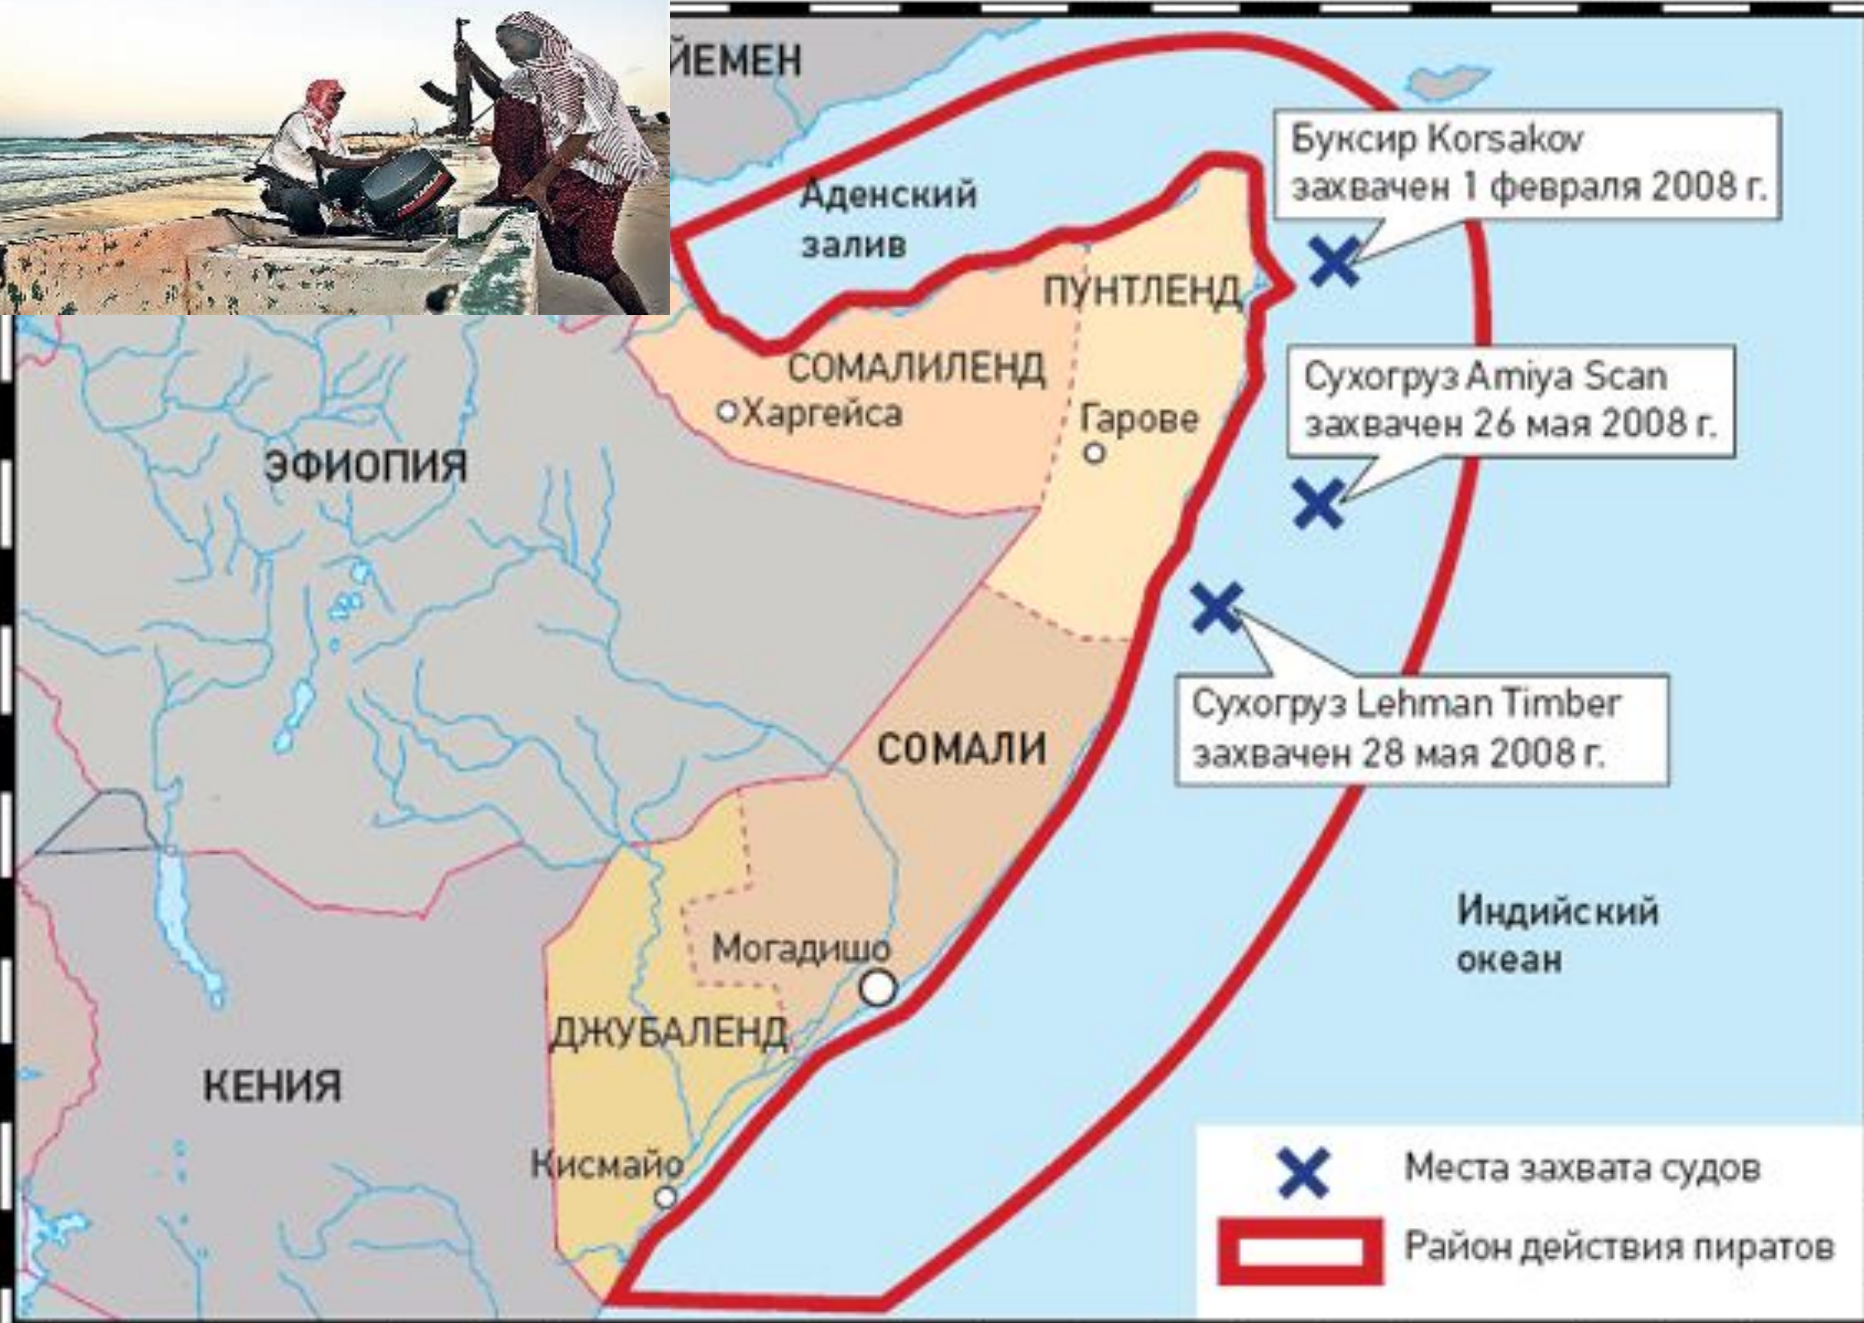 ЙЕМЕН
Буксир Korsakov
захвачен 1 февраля 2008 г.
Аденский
залив
ПУНТЛЕНД
СОМАЛИЛЕНД
Сухогруз Amiya Scan
захвачен 26 мая 2008 г.
Харгейса
Гарове
ЭФИОПИЯ
Сухогруз Lehman Timber
захвачен 28 мая 2008 г.
СОМАЛИ
Индийский
океан
Могадишо
ДЖУБАЛЕНД
КЕНИЯ
Кисмайо
Места захвата судов
Район действия пиратов